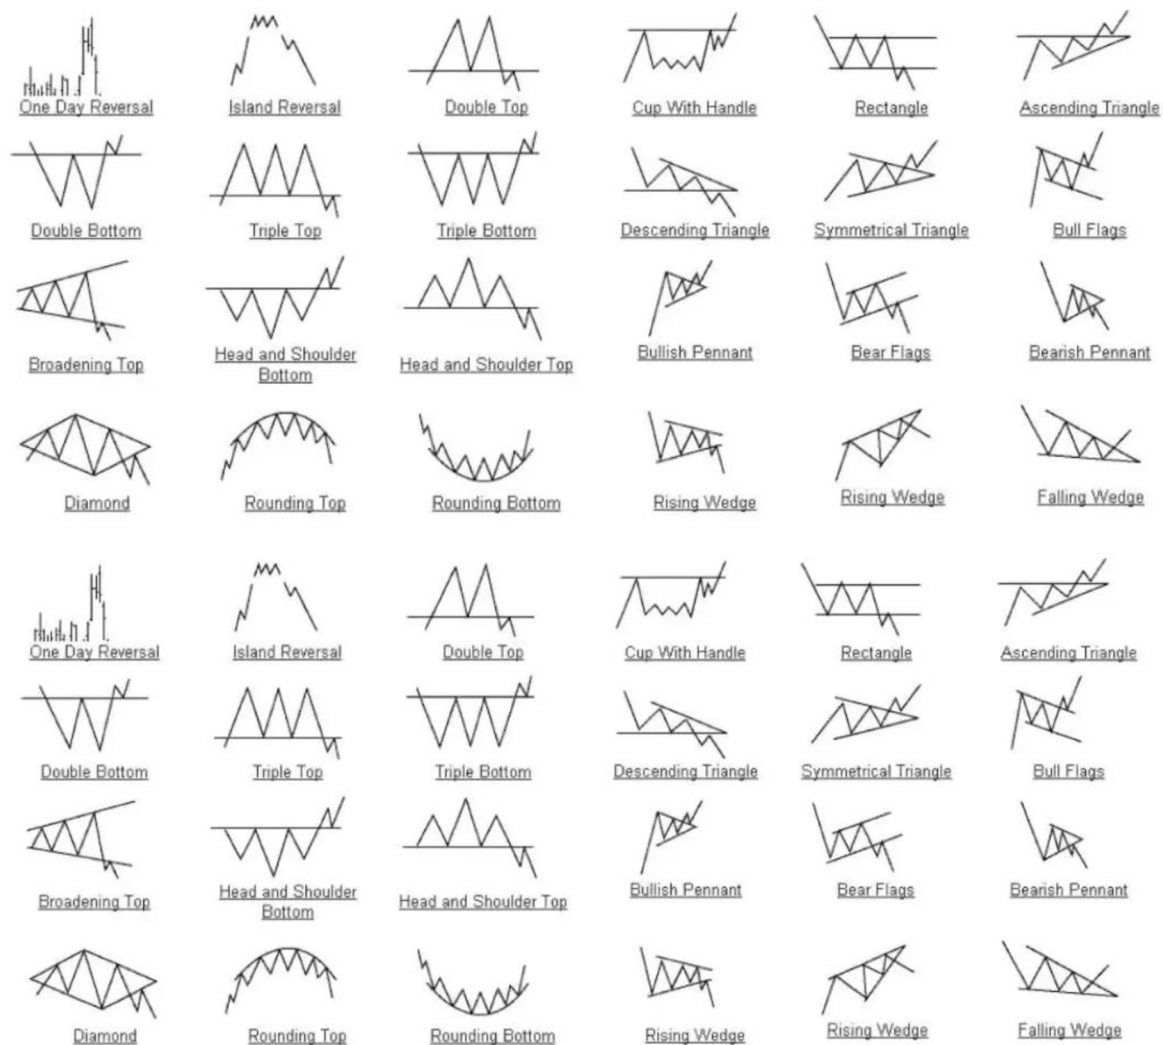 One Day Reversal
Island Reversal
Double Top
Cup With Handle
Rectangle
Ascending Triangle
Double Bottom
Triple Top
Triple Bottom
Descending Triangle
Symmetrical Triangle
Bull Flags
Broadening Top
Head and Shoulder
Bottom
Head and Shoulder Top
Bullish Pennant
Bear Flags
Bearish Pennant
Diamond
Rounding Top
Rounding Bottom
Rising Wedge
Rising Wedge
Falling Wedge
One Day Reversal
Island Reversal
Double Top
Cup With Handle
Rectangle
Ascending Triangle
Double Bottom
Triple Top
Triple Bottom
Descending Triangle
Symmetrical Triangle
Bull Flags
Broadening Top
Head and Shoulder
Bottom
Head and Shoulder Top
Bullish Pennant
Bear Flags
Bearish Pennant
Diamond
Rounding Top
Rounding Bottom
Rising Wedge
Rising Wedge
Falling Wedge